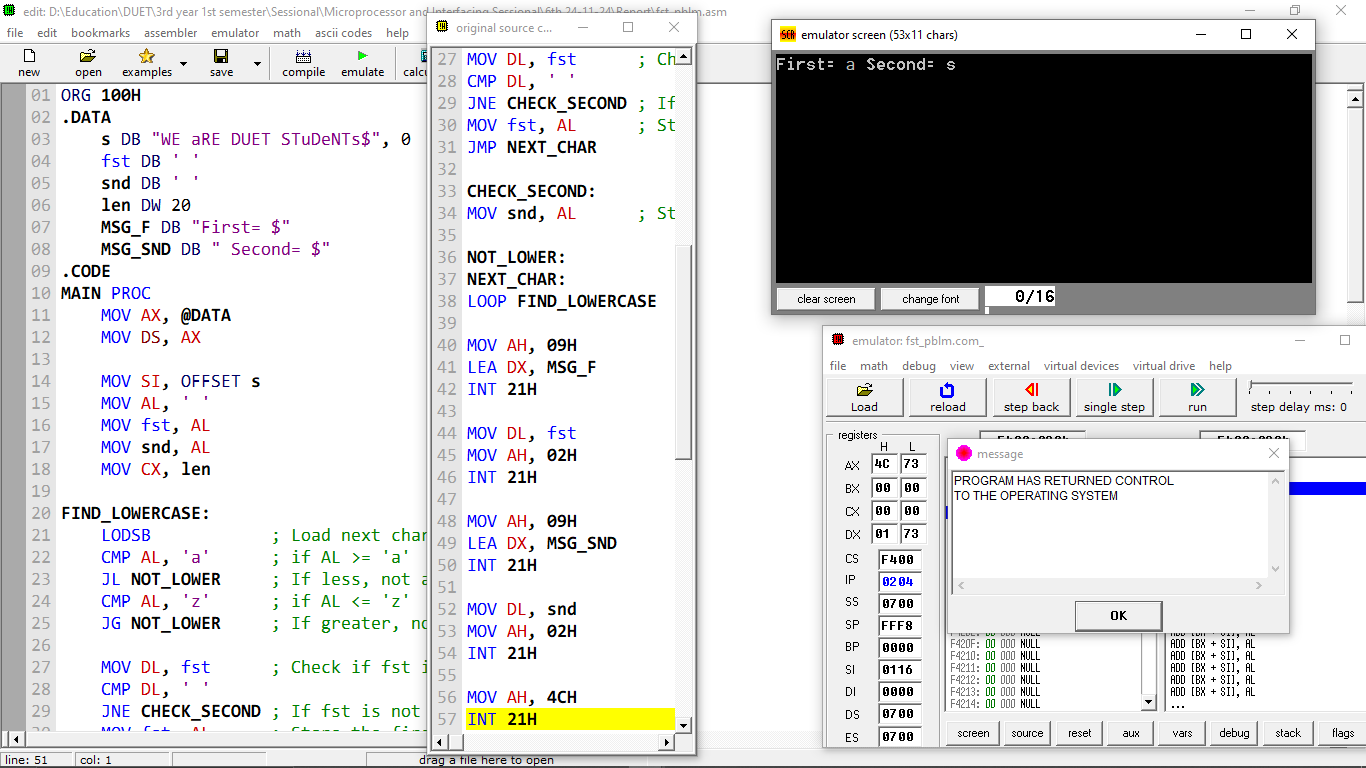 edit: D:\Education\DUET\3rd year 1st semester\Sessional\Microprocessor and Interfacing Sessional\6th 24-11-24\Report\fst_pblm.asm
file edit bookmarks assembler emulator math ascii codes help
new open examples save compile emulate
01 ORG 100H
02 .DATA
03 s DB "WE aRE DUET STuDeNTs$", 0
04 fst DB ' '
05 snd DB ' '
06 len DW 20
07 MSG_F DB "First= $"
08 MSG_SND DB " Second= $"
09 .CODE
10 MAIN PROC
11 MOV AX, @DATA
12 MOV DS, AX
13
14 MOV SI, OFFSET s
15 MOV AL, ' '
16 MOV fst, AL
17 MOV snd, AL
18 MOV CX, len
19
20 FIND_LOWERCASE:
21 LODSB ; Load next char
22 CMP AL, 'a' ; if AL >= 'a'
23 JL NOT_LOWER ; If less, not a
24 CMP AL, 'z' ; if AL <= 'z'
25 JG NOT_LOWER ; If greater, no
26
27 MOV DL, fst ; Check if fst i
28 CMP DL, ' '
29 JNE CHECK_SECOND ; If fst is not
30 MOV fst, AL ; Store the fir
line: 51 col: 1 drag a file here to open
original source c...
27 MOV DL, fst ; Ch
28 CMP DL, ' '
29 JNE CHECK_SECOND ; If
30 MOV fst, AL ; St
31 JMP NEXT_CHAR
32
33 CHECK_SECOND:
34 MOV snd, AL ; St
35
36 NOT_LOWER:
37 NEXT_CHAR:
38 LOOP FIND_LOWERCASE
39
40 MOV AH, 09H
41 LEA DX, MSG_F
42 INT 21H
43
44 MOV DL, fst
45 MOV AH, 02H
46 INT 21H
47
48 MOV AH, 09H
49 LEA DX, MSG_SND
50 INT 21H
51
52 MOV DL, snd
53 MOV AH, 02H
54 INT 21H
55
56 MOV AH, 4CH
57 INT 21H
SCR emulator screen (53x11 chars)
First= a Second= s
clear screen change font 0/16
emulator: fst_pblm.com_
file math debug view external virtual devices virtual drive help
Load reload step back single step run step delay ms: 0
registers
H L
AX 4C 73
BX 00 00
CX 00 00
DX 01 73
CS F400
IP 0204
SS 0700
SP FFF8
BP 0000
SI 0116
DI 0000
DS 0700
ES 0700
message
PROGRAM HAS RETURNED CONTROL
TO THE OPERATING SYSTEM
OK
F420F: 00 000 NULL ADD [BX + SI], AL
F4210: 00 000 NULL ADD [BX + SI], AL
F4211: 00 000 NULL ADD [BX + SI], AL
F4212: 00 000 NULL ADD [BX + SI], AL
F4213: 00 000 NULL ADD [BX + SI], AL
F4214: 00 000 NULL ...
screen source reset aux vars debug stack flags